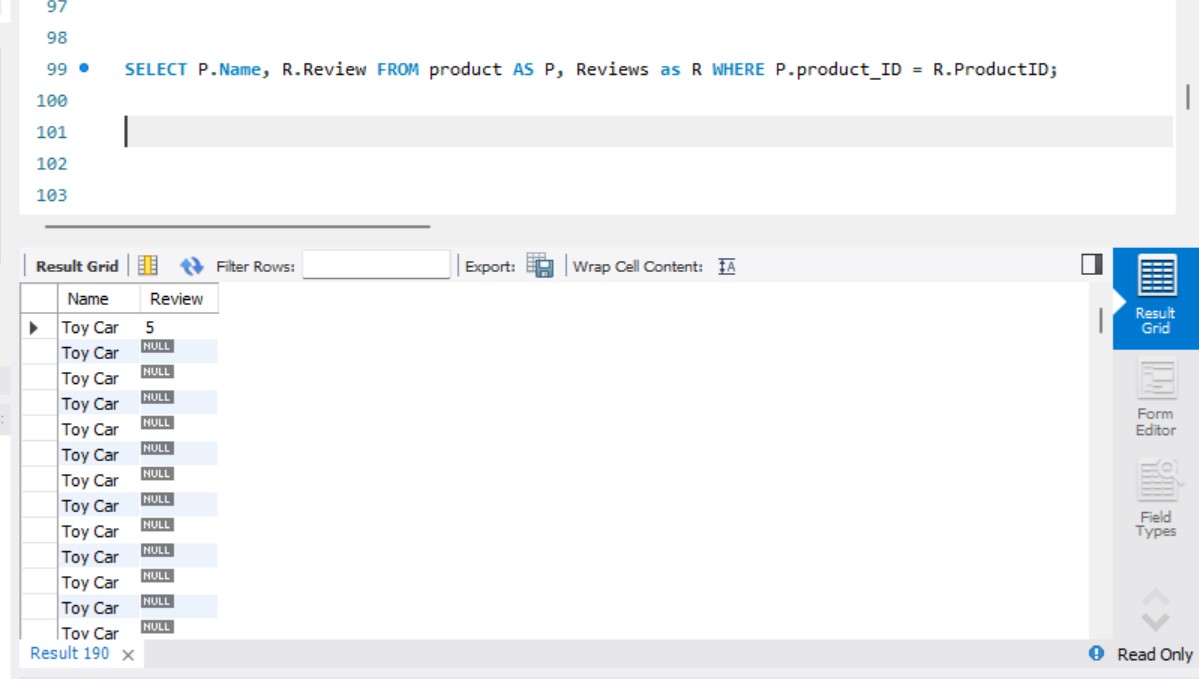 97
98
99 SELECT P.Name, R.Review FROM product AS P, Reviews as R WHERE P.product_ID = R.ProductID;
100
101
102
103
Result Grid Filter Rows: Export: Wrap Cell Content: IA
Name Review
Toy Car 5
Toy Car NULL
Toy Car NULL
Toy Car NULL
Toy Car NULL
Toy Car NULL
Toy Car NULL
Toy Car NULL
Toy Car NULL
Toy Car NULL
Toy Car NULL
Toy Car NULL
Toy Car NULL
Result
Grid
Form
Editor
Field
Types
Result 190
Read Only